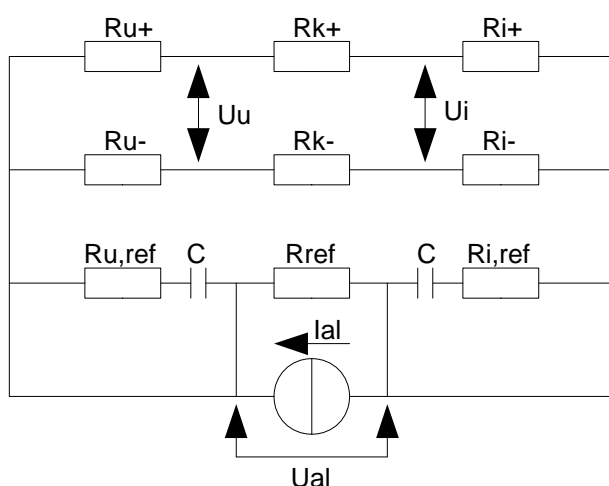 Ru+ Rk+ Ri+
Uu Ui
Ru- Rk- Ri-
Ru,ref C Rref C Ri,ref
Ial
Ual